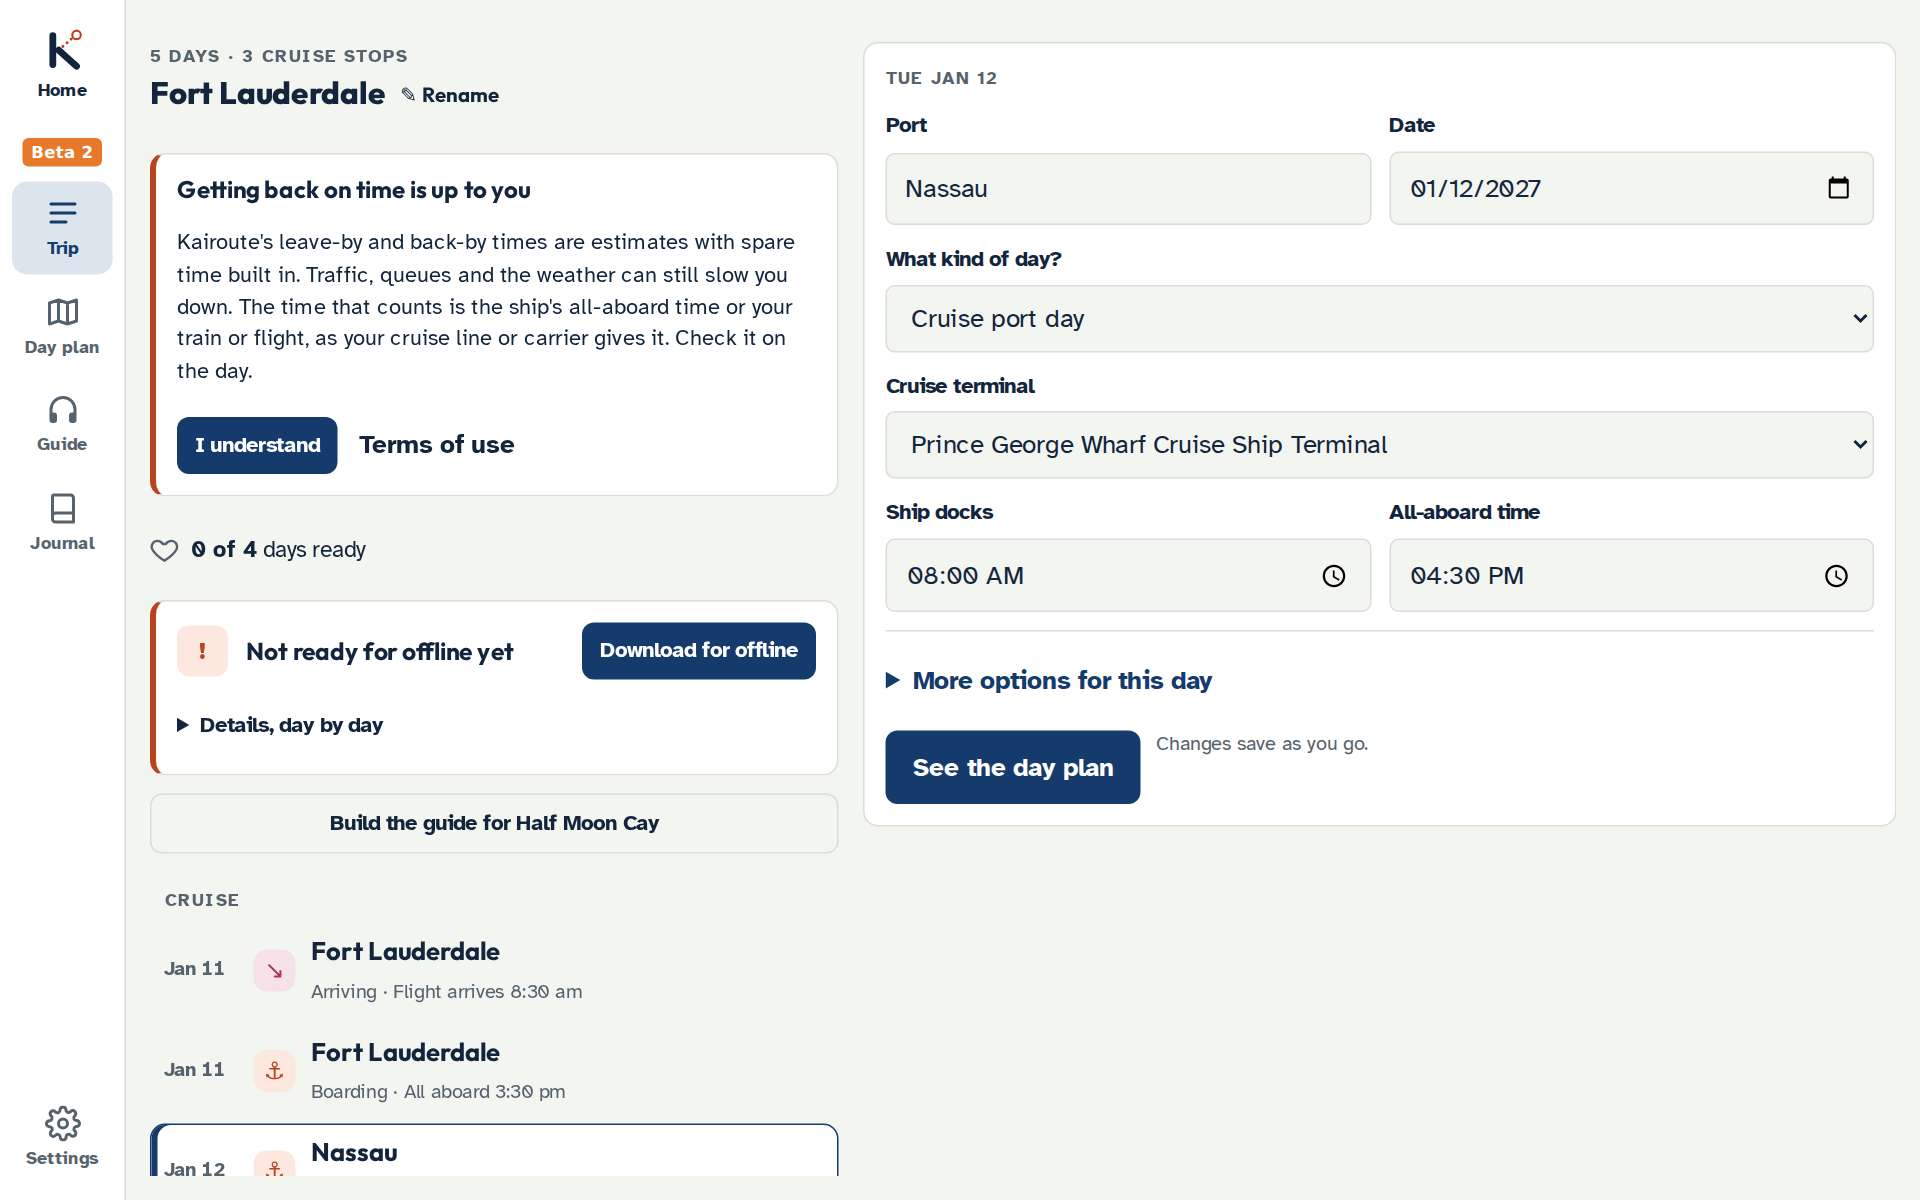 Home
Beta 2
Trip
Day plan
Guide
Journal
Settings
5 DAYS · 3 CRUISE STOPS
Fort Lauderdale ✎ Rename
Getting back on time is up to you
Kairoute's leave-by and back-by times are estimates with spare
time built in. Traffic, queues and the weather can still slow you
down. The time that counts is the ship's all-aboard time or your
train or flight, as your cruise line or carrier gives it. Check it on
the day.
I understand Terms of use
0 of 4 days ready
! Not ready for offline yet Download for offline
Details, day by day
Build the guide for Half Moon Cay
CRUISE
Jan 11 Fort Lauderdale
Arriving · Flight arrives 8:30 am
Jan 11 Fort Lauderdale
Boarding · All aboard 3:30 pm
Jan 12 Nassau
TUE JAN 12
Port Date
Nassau 01/12/2027
What kind of day?
Cruise port day
Cruise terminal
Prince George Wharf Cruise Ship Terminal
Ship docks All-aboard time
08:00 AM 04:30 PM
More options for this day
See the day plan Changes save as you go.